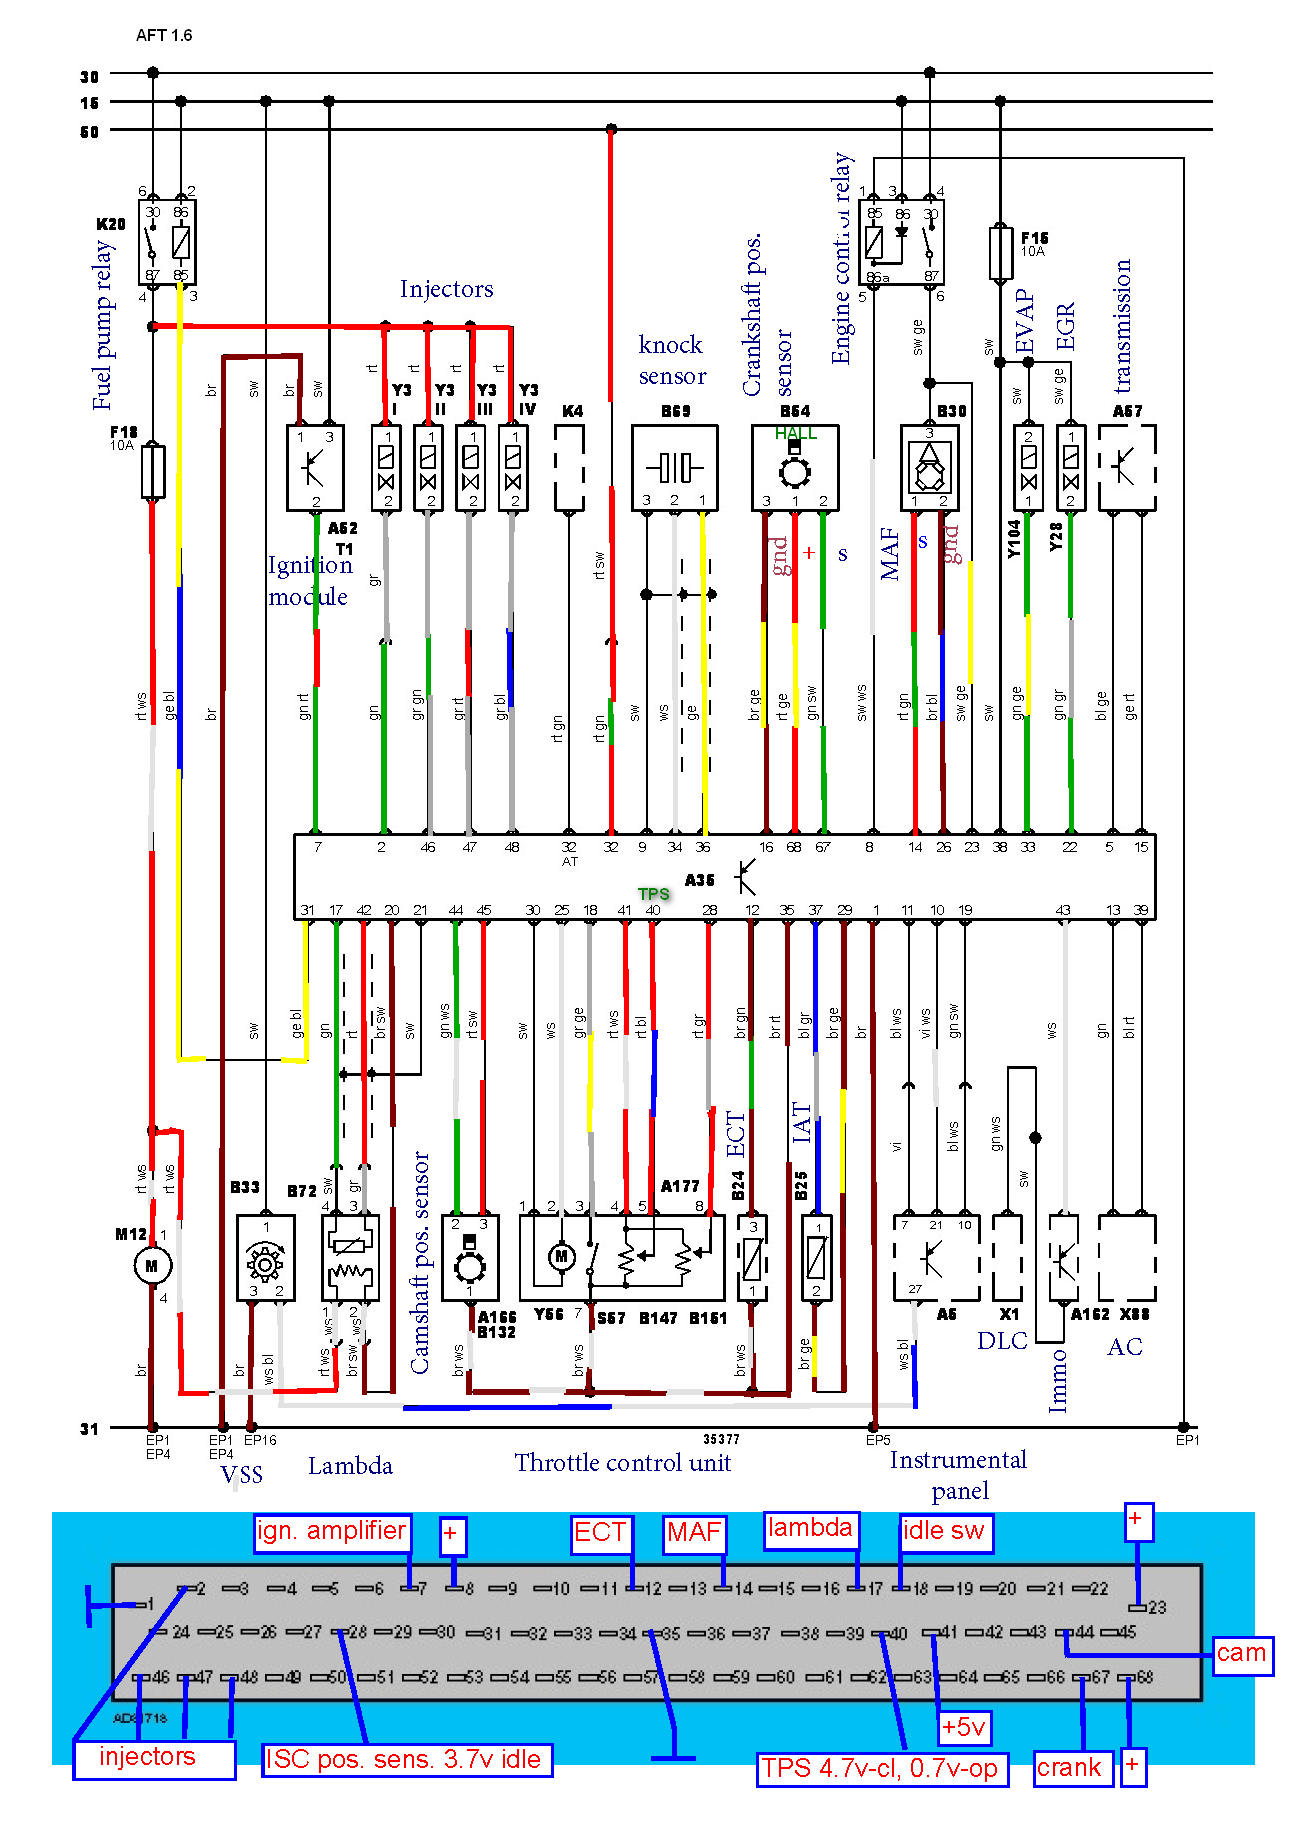 AFT 1.6
30
15
50
6 2
30 86
K20
87 85
4 3
Fuel pump relay
Injectors
knock
sensor
Crankshaft pos.
sensor
Engine control relay
1 3 4
85 86 30
86a 87
5 6
F16
10A
EVAP
EGR
transmission
sw ge
sw
sw
sw ge
br
sw
sw
rt
rt
rt
rt
Y3
I
Y3
II
Y3
III
Y3
IV
K4
B69
B54
HALL
B30
A67
F18
10A
1 3
2
1
2
1
2
1
2
1
2
3 2 1
3 1 2
3
1 2
2
1
1
2
A52
T1
Ignition
module
gr
rt sw
gnd
+
s
MAF
s
gnd
Y104
Y28
rt ws
ge bl
br
gn rt
gn
gr gn
gr rt
gr bl
rt gn
rt gn
sw
ws
ge
br ge
rt ge
gn sw
sw ws
rt gn
br bl
sw ge
sw
gn ge
gn gr
bl ge
ge rt
7 2 46 47 48 32 32 9 34 36 16 68 67 8 14 26 23 38 33 22 5 15
AT
A35
TPS
31 17 42 20 21 44 45 30 25 18 41 40 28 12 35 37 29 1 11 10 19 43 13 39
sw
ge bl
gn
rt
br sw
sw
gn ws
rt sw
sw
ws
gr ge
rt ws
rt bl
rt gr
br gn
br rt
bl gr
br ge
br
bl ws
vi ws
gn sw
ws
gn
bl rt
rt ws
rt ws
sw
gr
ECT
IAT
vi
bl ws
gn ws
sw
M12
1
M
4
B33
1
3 2
B72
4 3
1 2
Camshaft pos. sensor
2 3
1
A166
B132
A177
1 2 3 4 5 8
M
Y66
7
S67
B147
B161
B24
3
1
B25
1
2
7 21 10
27
A5
X1
A162
X88
DLC
Immo
AC
br
br
ws bl
ws
ws
rt ws
br sw
br ws
br ws
br ws
br ge
ws bl
31
EP1
EP4
EP1
EP4
EP16
35377
EP5
EP1
VSS
Lambda
Throttle control unit
Instrumental
panel
ign. amplifier
+
ECT
MAF
lambda
idle sw
+
1 2 3 4 5 6 7 8 9 10 11 12 13 14 15 16 17 18 19 20 21 22 23
24 25 26 27 28 29 30 31 32 33 34 35 36 37 38 39 40 41 42 43 44 45
46 47 48 49 50 51 52 53 54 55 56 57 58 59 60 61 62 63 64 65 66 67 68
cam
injectors
ISC pos. sens. 3.7v idle
TPS 4.7v-cl, 0.7v-op
+5v
crank
+